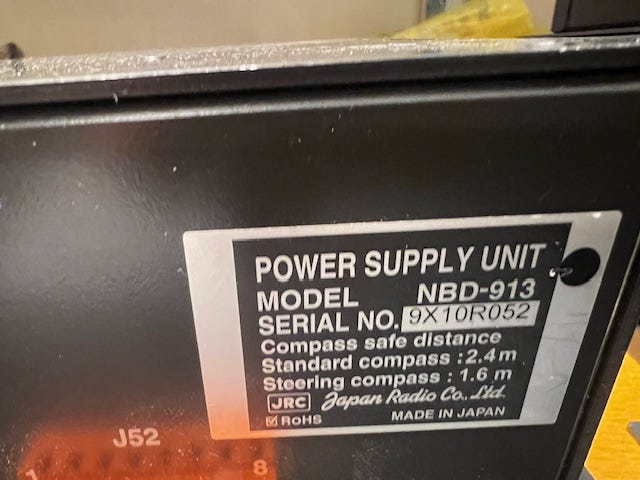 POWER SUPPLY UNIT
MODEL NBD-913
SERIAL NO. 9X10R052
Compass safe distance
Standard compass : 2.4 m
Steering compass : 1.6 m
JRC Japan Radio Co., Ltd.
☑ RoHS MADE IN JAPAN
J52
1 8